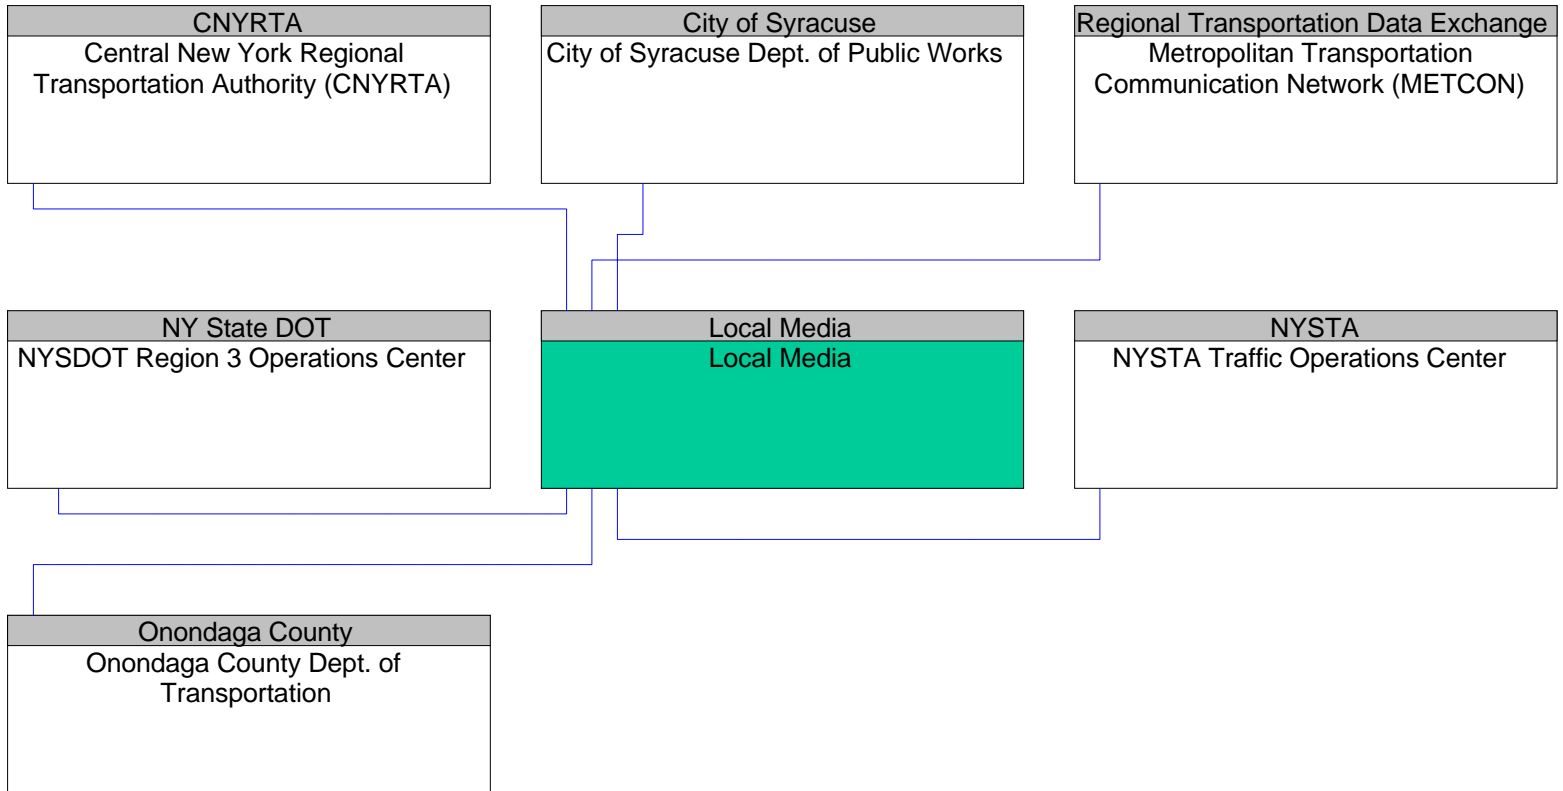 CNYRTA
Central New York Regional
Transportation Authority (CNYRTA)
City of Syracuse
City of Syracuse Dept. of Public Works
Regional Transportation Data Exchange
Metropolitan Transportation
Communication Network (METCON)
NY State DOT
NYSDOT Region 3 Operations Center
Local Media
Local Media
NYSTA
NYSTA Traffic Operations Center
Onondaga County
Onondaga County Dept. of
Transportation